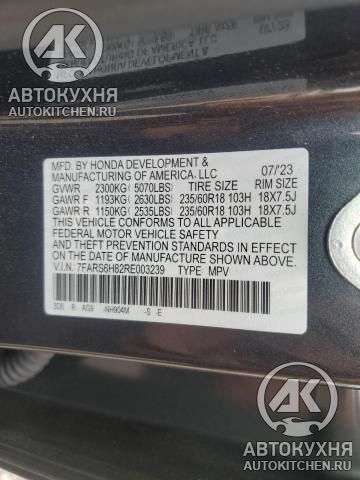 АВТОКУХНЯ
AUTOKITCHEN.RU
MFD. BY HONDA DEVELOPMENT &
MANUFACTURING OF AMERICA, LLC 07/'23
GVWR 2300KG( 5070LBS) TIRE SIZE RIM SIZE
GAWR F 1193KG( 2630LBS) 235/60R18 103H 18X7.5J
GAWR R 1150KG( 2535LBS) 235/60R18 103H 18X7.5J
THIS VEHICLE CONFORMS TO ALL APPLICABLE
FEDERAL MOTOR VEHICLE SAFETY
AND THEFT PREVENTION STANDARDS IN EFFECT
ON THE DATE OF MANUFACTURE SHOWN ABOVE.
V.I.N. 7FARS6H82RE003239 TYPE: MPV
3D0 R AG9 -NH904M -S -E
АВТОКУХНЯ
AUTOKITCHEN.RU